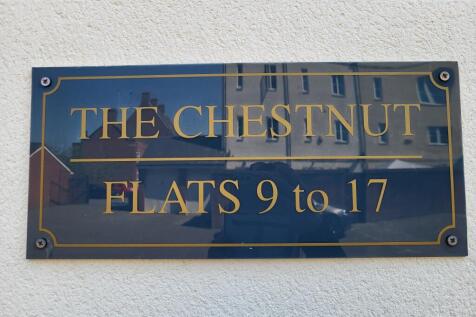 THE CHESTNUT
FLATS 9 to 17